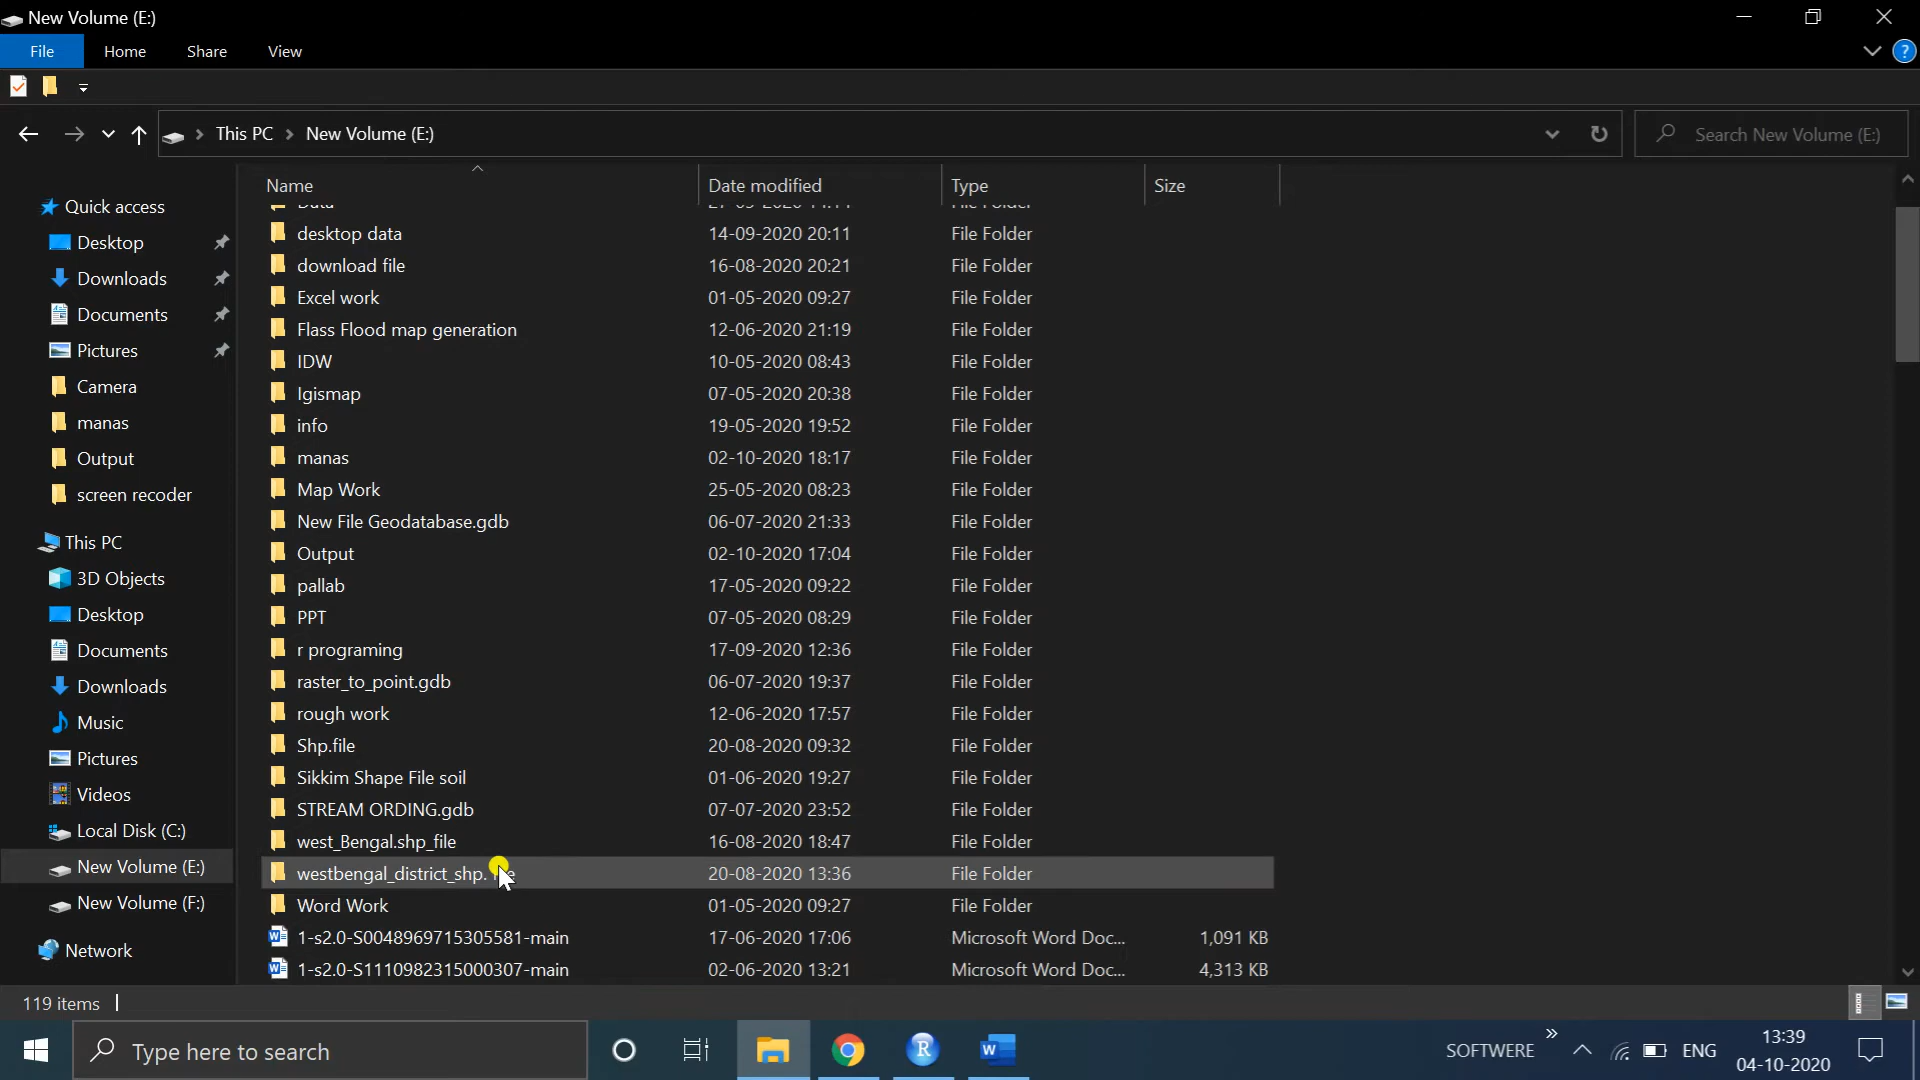 New Volume (E:)
File Home Share View
This PC > New Volume (E:)
Search New Volume (E:)
Name Date modified Type Size
Quick access
Desktop
Downloads
Documents
Pictures
Camera
manas
Output
screen recoder
This PC
3D Objects
Desktop
Documents
Downloads
Music
Pictures
Videos
Local Disk (C:)
New Volume (E:)
New Volume (F:)
Network
desktop data 14-09-2020 20:11 File Folder
download file 16-08-2020 20:21 File Folder
Excel work 01-05-2020 09:27 File Folder
Flass Flood map generation 12-06-2020 21:19 File Folder
IDW 10-05-2020 08:43 File Folder
Igismap 07-05-2020 20:38 File Folder
info 19-05-2020 19:52 File Folder
manas 02-10-2020 18:17 File Folder
Map Work 25-05-2020 08:23 File Folder
New File Geodatabase.gdb 06-07-2020 21:33 File Folder
Output 02-10-2020 17:04 File Folder
pallab 17-05-2020 09:22 File Folder
PPT 07-05-2020 08:29 File Folder
r programing 17-09-2020 12:36 File Folder
raster_to_point.gdb 06-07-2020 19:37 File Folder
rough work 12-06-2020 17:57 File Folder
Shp.file 20-08-2020 09:32 File Folder
Sikkim Shape File soil 01-06-2020 19:27 File Folder
STREAM ORDING.gdb 07-07-2020 23:52 File Folder
west_Bengal.shp_file 16-08-2020 18:47 File Folder
westbengal_district_shp. 20-08-2020 13:36 File Folder
Word Work 01-05-2020 09:27 File Folder
1-s2.0-S0048969715305581-main 17-06-2020 17:06 Microsoft Word Doc... 1,091 KB
1-s2.0-S1110982315000307-main 02-06-2020 13:21 Microsoft Word Doc... 4,313 KB
119 items
Type here to search
SOFTWERE
ENG
13:39
04-10-2020